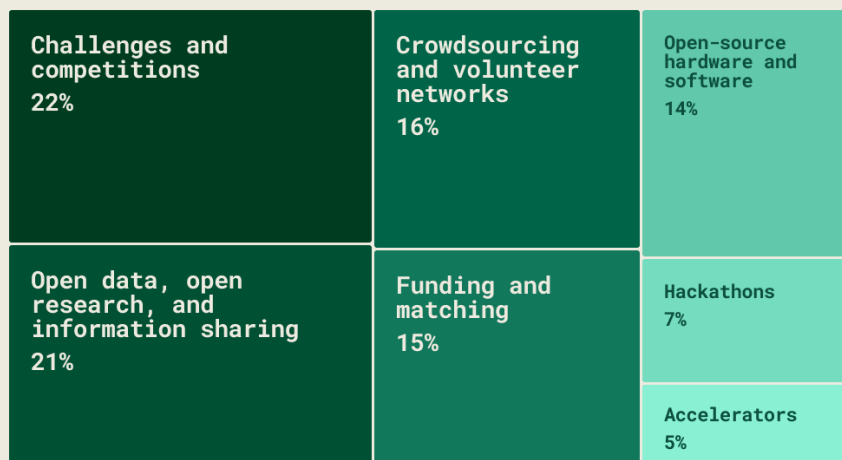 Challenges and
competitions
22%
Open data, open
research, and
information sharing
21%
Crowdsourcing
and volunteer
networks
16%
Funding and
matching
15%
Open-source
hardware and
software
14%
Hackathons
7%
Accelerators
5%